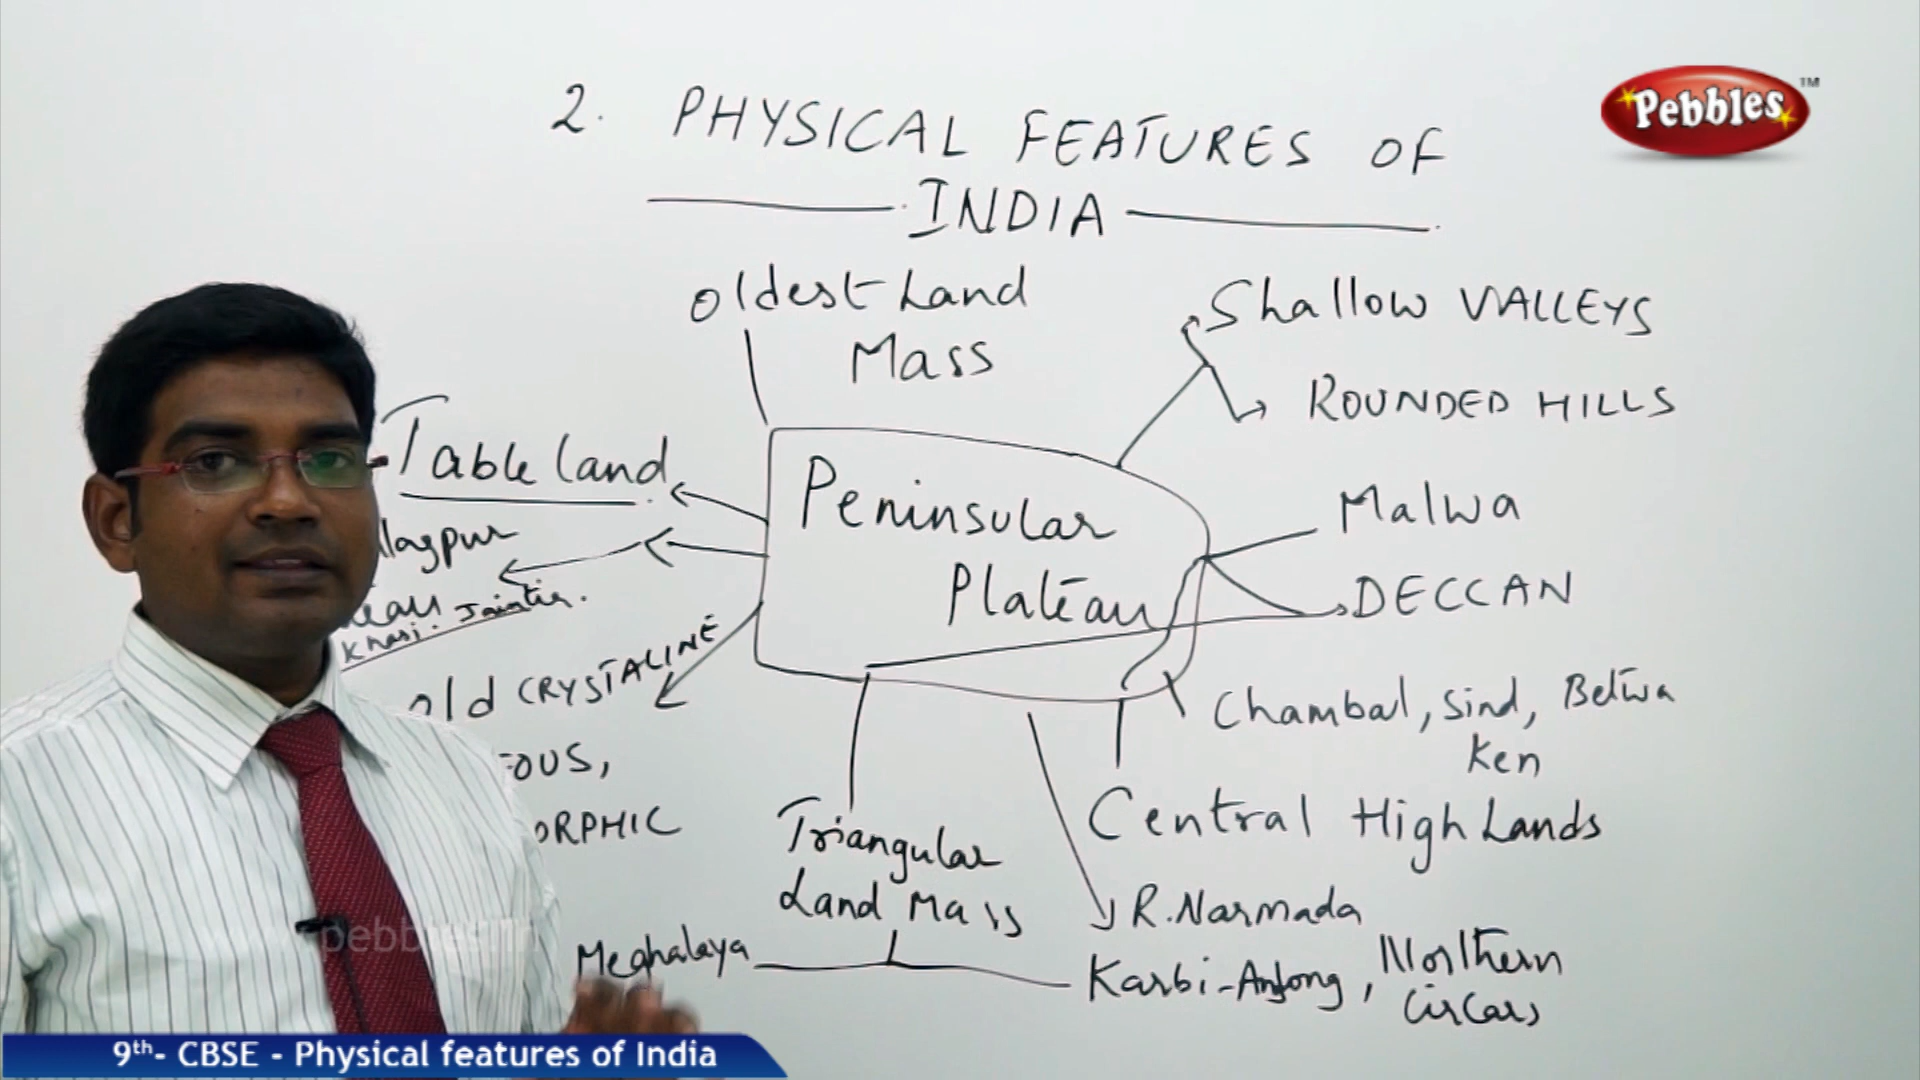 Pebbles™
2. PHYSICAL FEATURES OF
INDIA
Oldest Land
Mass
Shallow VALLEYS
ROUNDED HILLS
Table land
Peninsular
Plateau
Malwa
DECCAN
Khasi. Jaintia.
Old CRYSTALINE
Chambal, Sind, Betwa
Ken
Central High Lands
Triangular
Land Mass
R. Narmada
Meghalaya
Karbi-Anglong, Northern
Circars
pebbles
9th- CBSE - Physical features of India